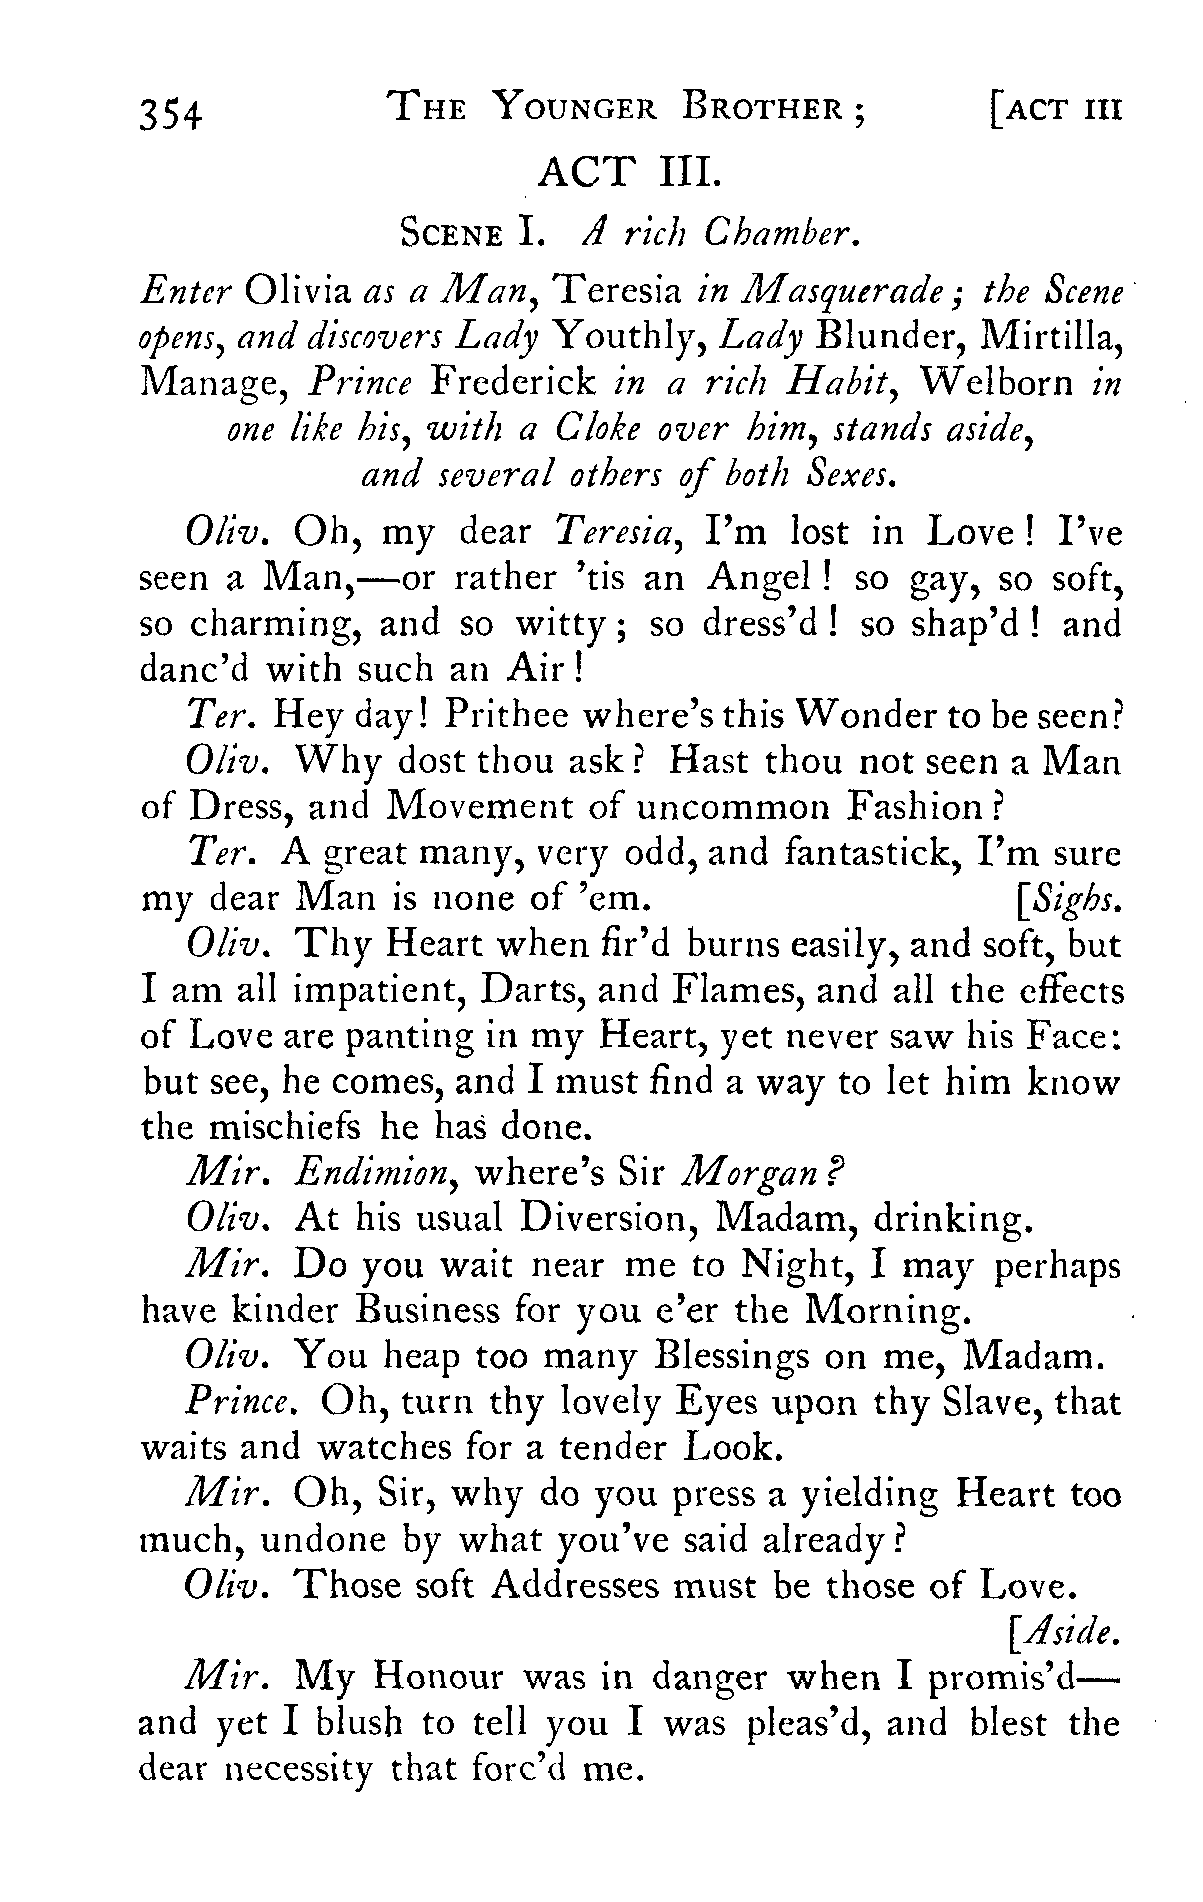 354 The Younger Brother ; [act iii
ACT III.
Scene I. A rich Chamber.
Enter Olivia as a Man, Teresia in Masquerade ; the Scene
opens, and discovers Lady Youthly, Lady Blunder, Mirtilla,
Manage, Prince Frederick in a rich Habit, Welborn in
one like his, with a Cloke over him, stands aside,
and several others of both Sexes.
Oliv. Oh, my dear Teresia, I'm lost in Love ! I've
seen a Man,—or rather 'tis an Angel ! so gay, so soft,
so charming, and so witty ; so dress'd ! so shap'd ! and
danc'd with such an Air !
Ter. Hey day! Prithee where's this Wonder to be seen?
Oliv. Why dost thou ask? Hast thou not seen a Man
of Dress, and Movement of uncommon Fashion ?
Ter. A great many, very odd, and fantastick, I'm sure
my dear Man is none of 'em. [Sighs.
Oliv. Thy Heart when fir'd burns easily, and soft, but
I am all impatient, Darts, and Flames, and all the effects
of Love are panting in my Heart, yet never saw his Face:
but see, he comes, and I must find a way to let him know
the mischiefs he has done.
Mir. Endimion, where's Sir Morgan ?
Oliv. At his usual Diversion, Madam, drinking.
Mir. Do you wait near me to Night, I may perhaps
have kinder Business for you e'er the Morning.
Oliv. You heap too many Blessings on me, Madam.
Prince. Oh, turn thy lovely Eyes upon thy Slave, that
waits and watches for a tender Look.
Mir. Oh, Sir, why do you press a yielding Heart too
much, undone by what you've said already ?
Oliv. Those soft Addresses must be those of Love.
[Aside.
Mir. My Honour was in danger when I promis'd—
and yet I blush to tell you I was pleas'd, and blest the
dear necessity that forc'd me.